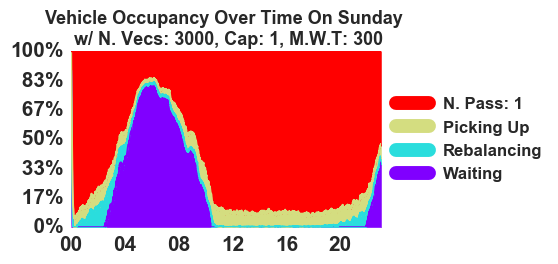 Vehicle Occupancy Over Time On Sunday
w/ N. Vecs: 3000, Cap: 1, M.W.T: 300
100%
83%
67%
50%
33%
17%
0%
00 04 08 12 16 20
N. Pass: 1
Picking Up
Rebalancing
Waiting